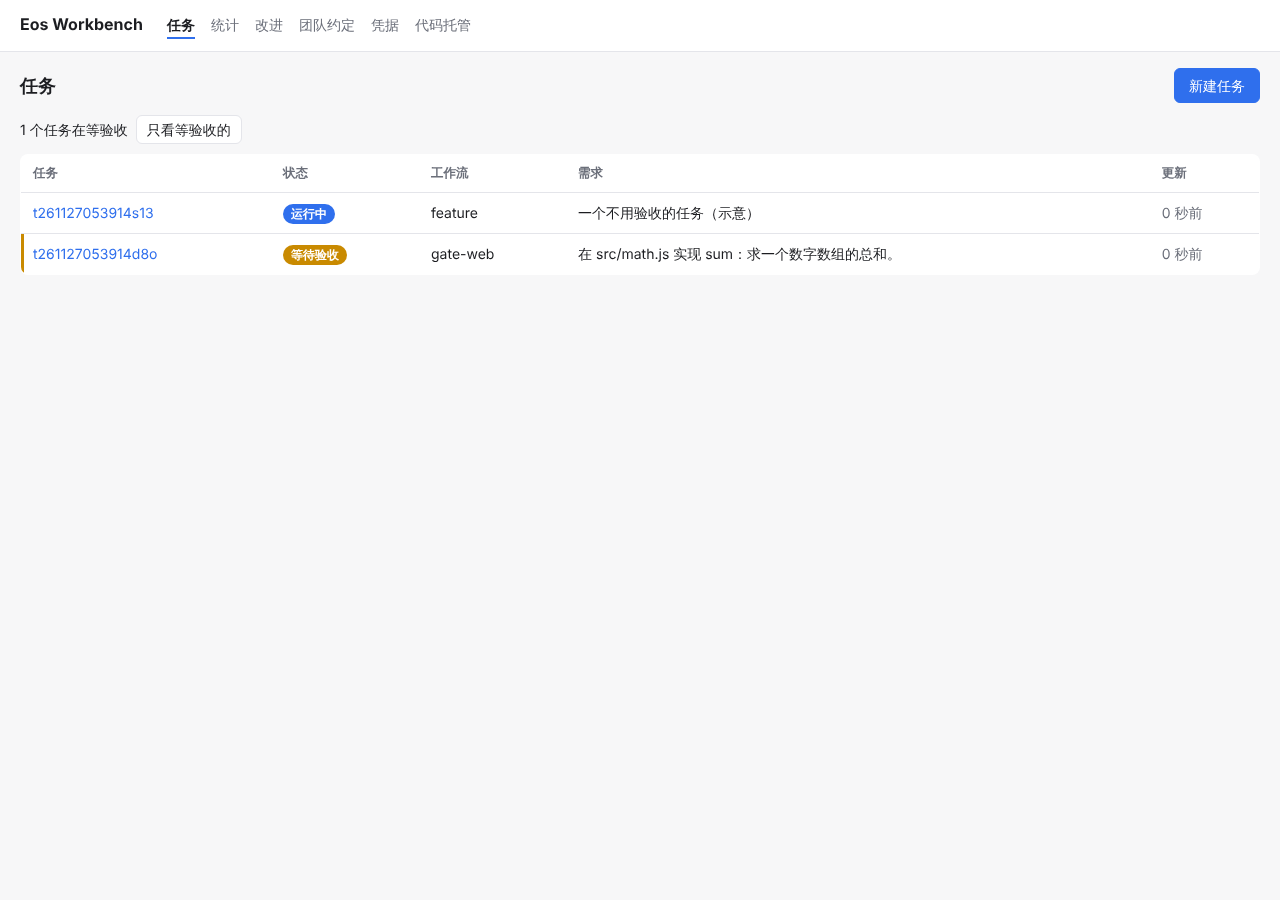 Eos Workbench 任务 统计 改进 团队约定 凭据 代码托管
任务 新建任务
1 个任务在等验收 只看等验收的
任务 状态 工作流 需求 更新
t261127053914s13 运行中 feature 一个不用验收的任务（示意） 0 秒前
t261127053914d8o 等待验收 gate-web 在 src/math.js 实现 sum：求一个数字数组的总和。 0 秒前